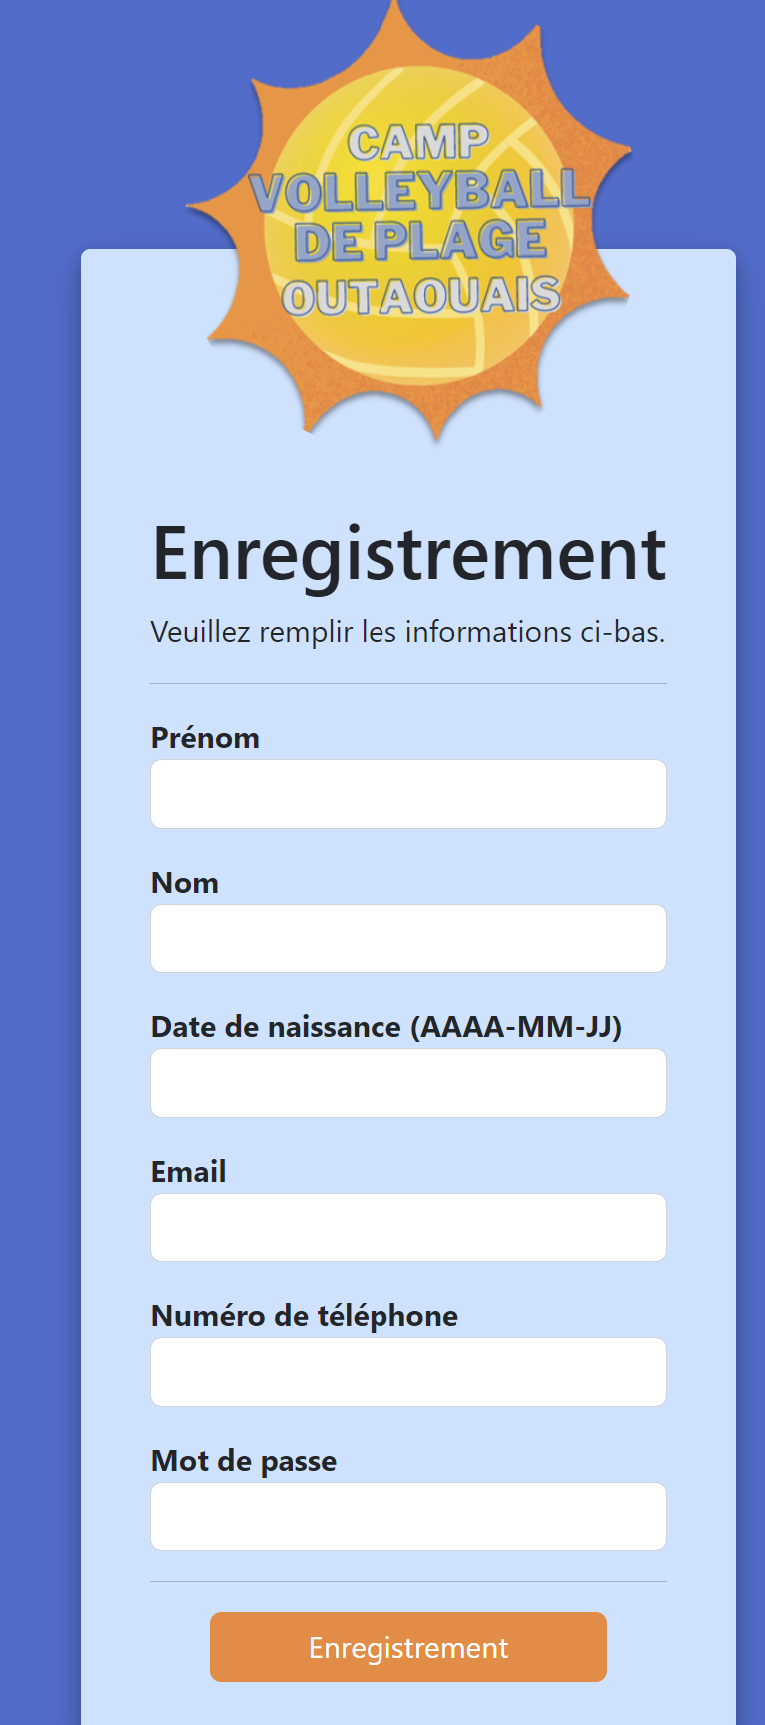 CAMP
VOLLEYBALL
DE PLAGE
OUTAOUAIS
Enregistrement
Veuillez remplir les informations ci-bas.
Prénom
Nom
Date de naissance (AAAA-MM-JJ)
Email
Numéro de téléphone
Mot de passe
Enregistrement